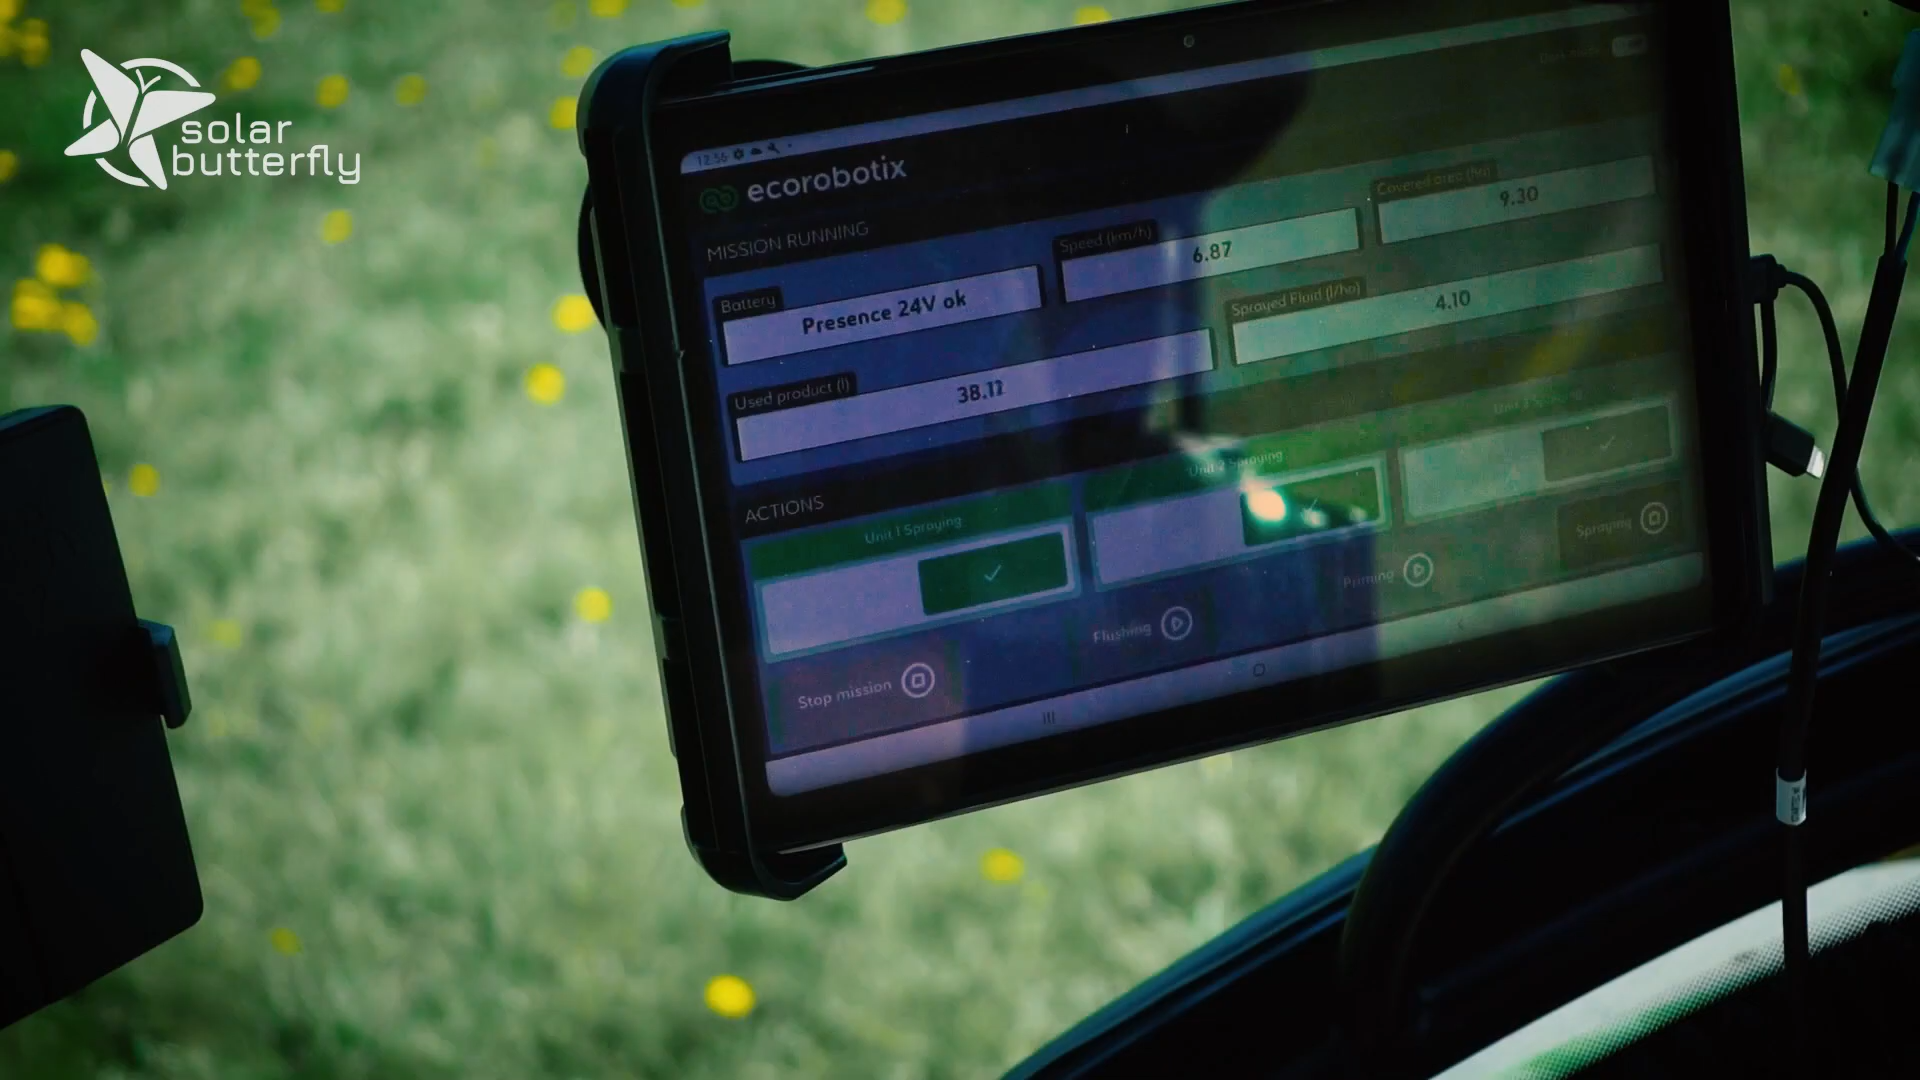 solar
butterfly
12:56
ecorobotix
MISSION RUNNING
Battery
Presence 24V ok
Speed (km/h)
6.87
Covered area (ha)
9.30
Used product (l)
Sprayed Fluid (l/ha)
4.10
ACTIONS
Unit 1 Spraying
Unit 2 Spraying
Stop mission
Flushing
Priming
Spraying